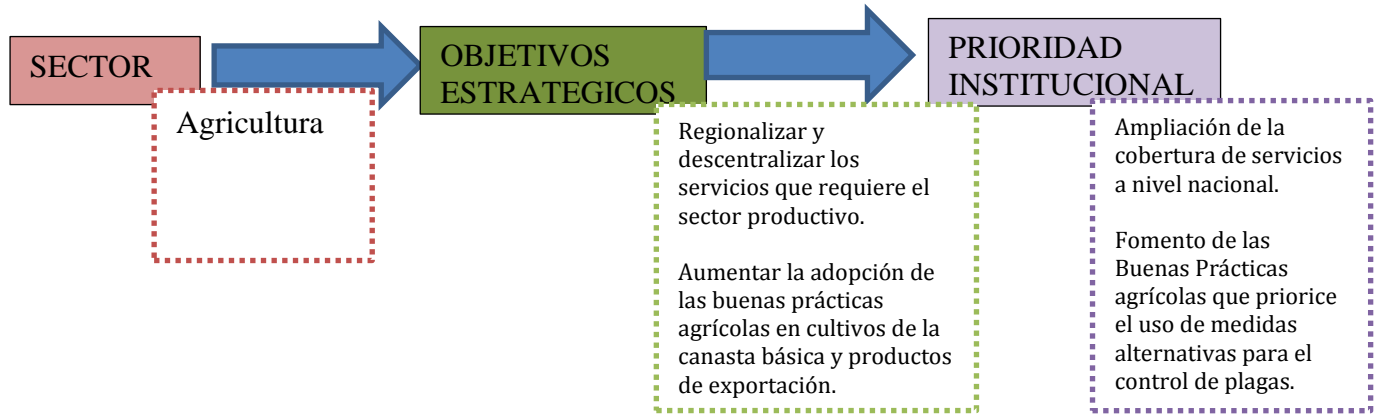 SECTOR
Agricultura
OBJETIVOS
ESTRATEGICOS
Regionalizar y
descentralizar los
servicios que requiere el
sector productivo.
Aumentar la adopción de
las buenas prácticas
agrícolas en cultivos de la
canasta básica y productos
de exportación.
PRIORIDAD
INSTITUCIONAL
Ampliación de la
cobertura de servicios
a nivel nacional.
Fomento de las
Buenas Prácticas
agrícolas que priorice
el uso de medidas
alternativas para el
control de plagas.